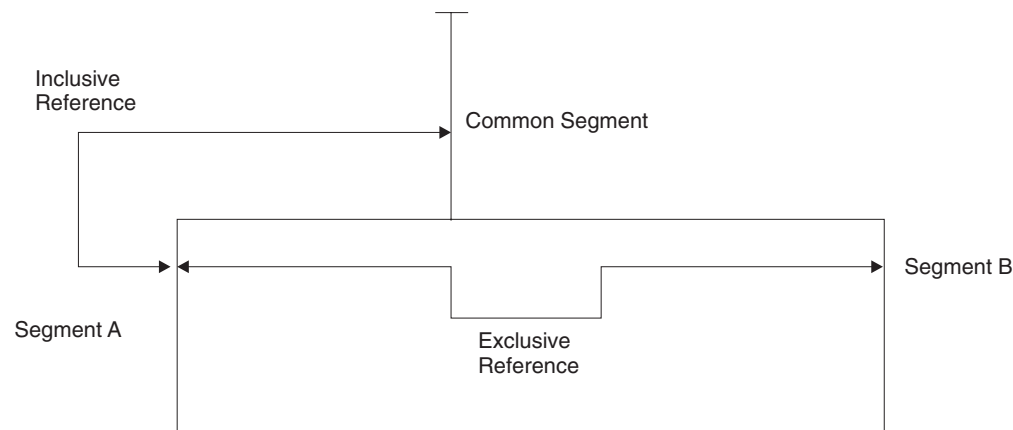 Inclusive
Reference
Common Segment
Segment B
Segment A
Exclusive
Reference